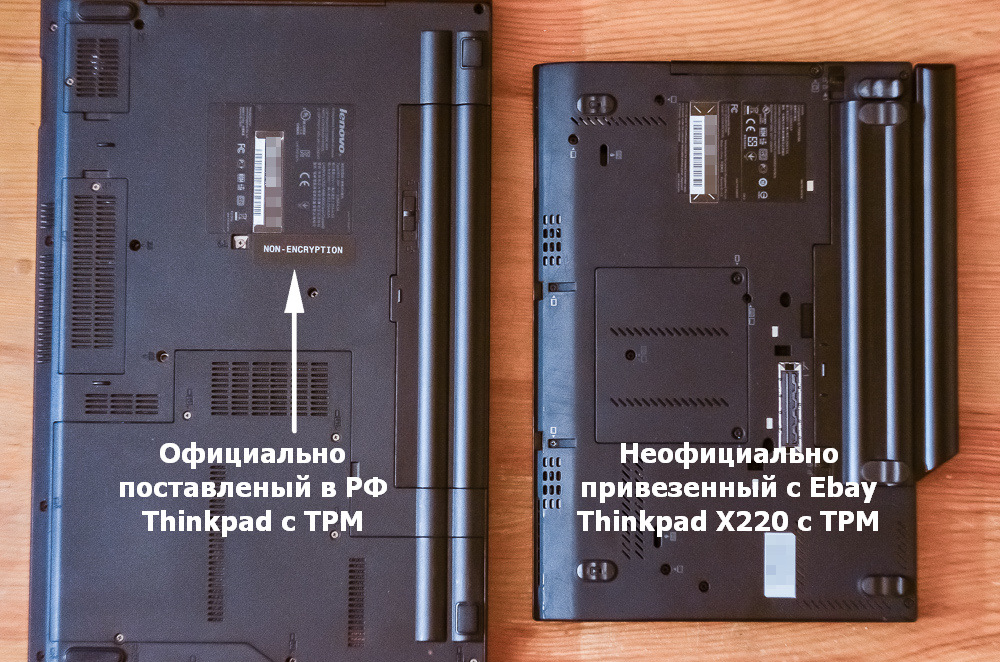 lenovo
NON-ENCRYPTION
Официально
поставленый в РФ
Thinkpad с TPM
Неофициально
привезенный с Ebay
Thinkpad X220 с TPM